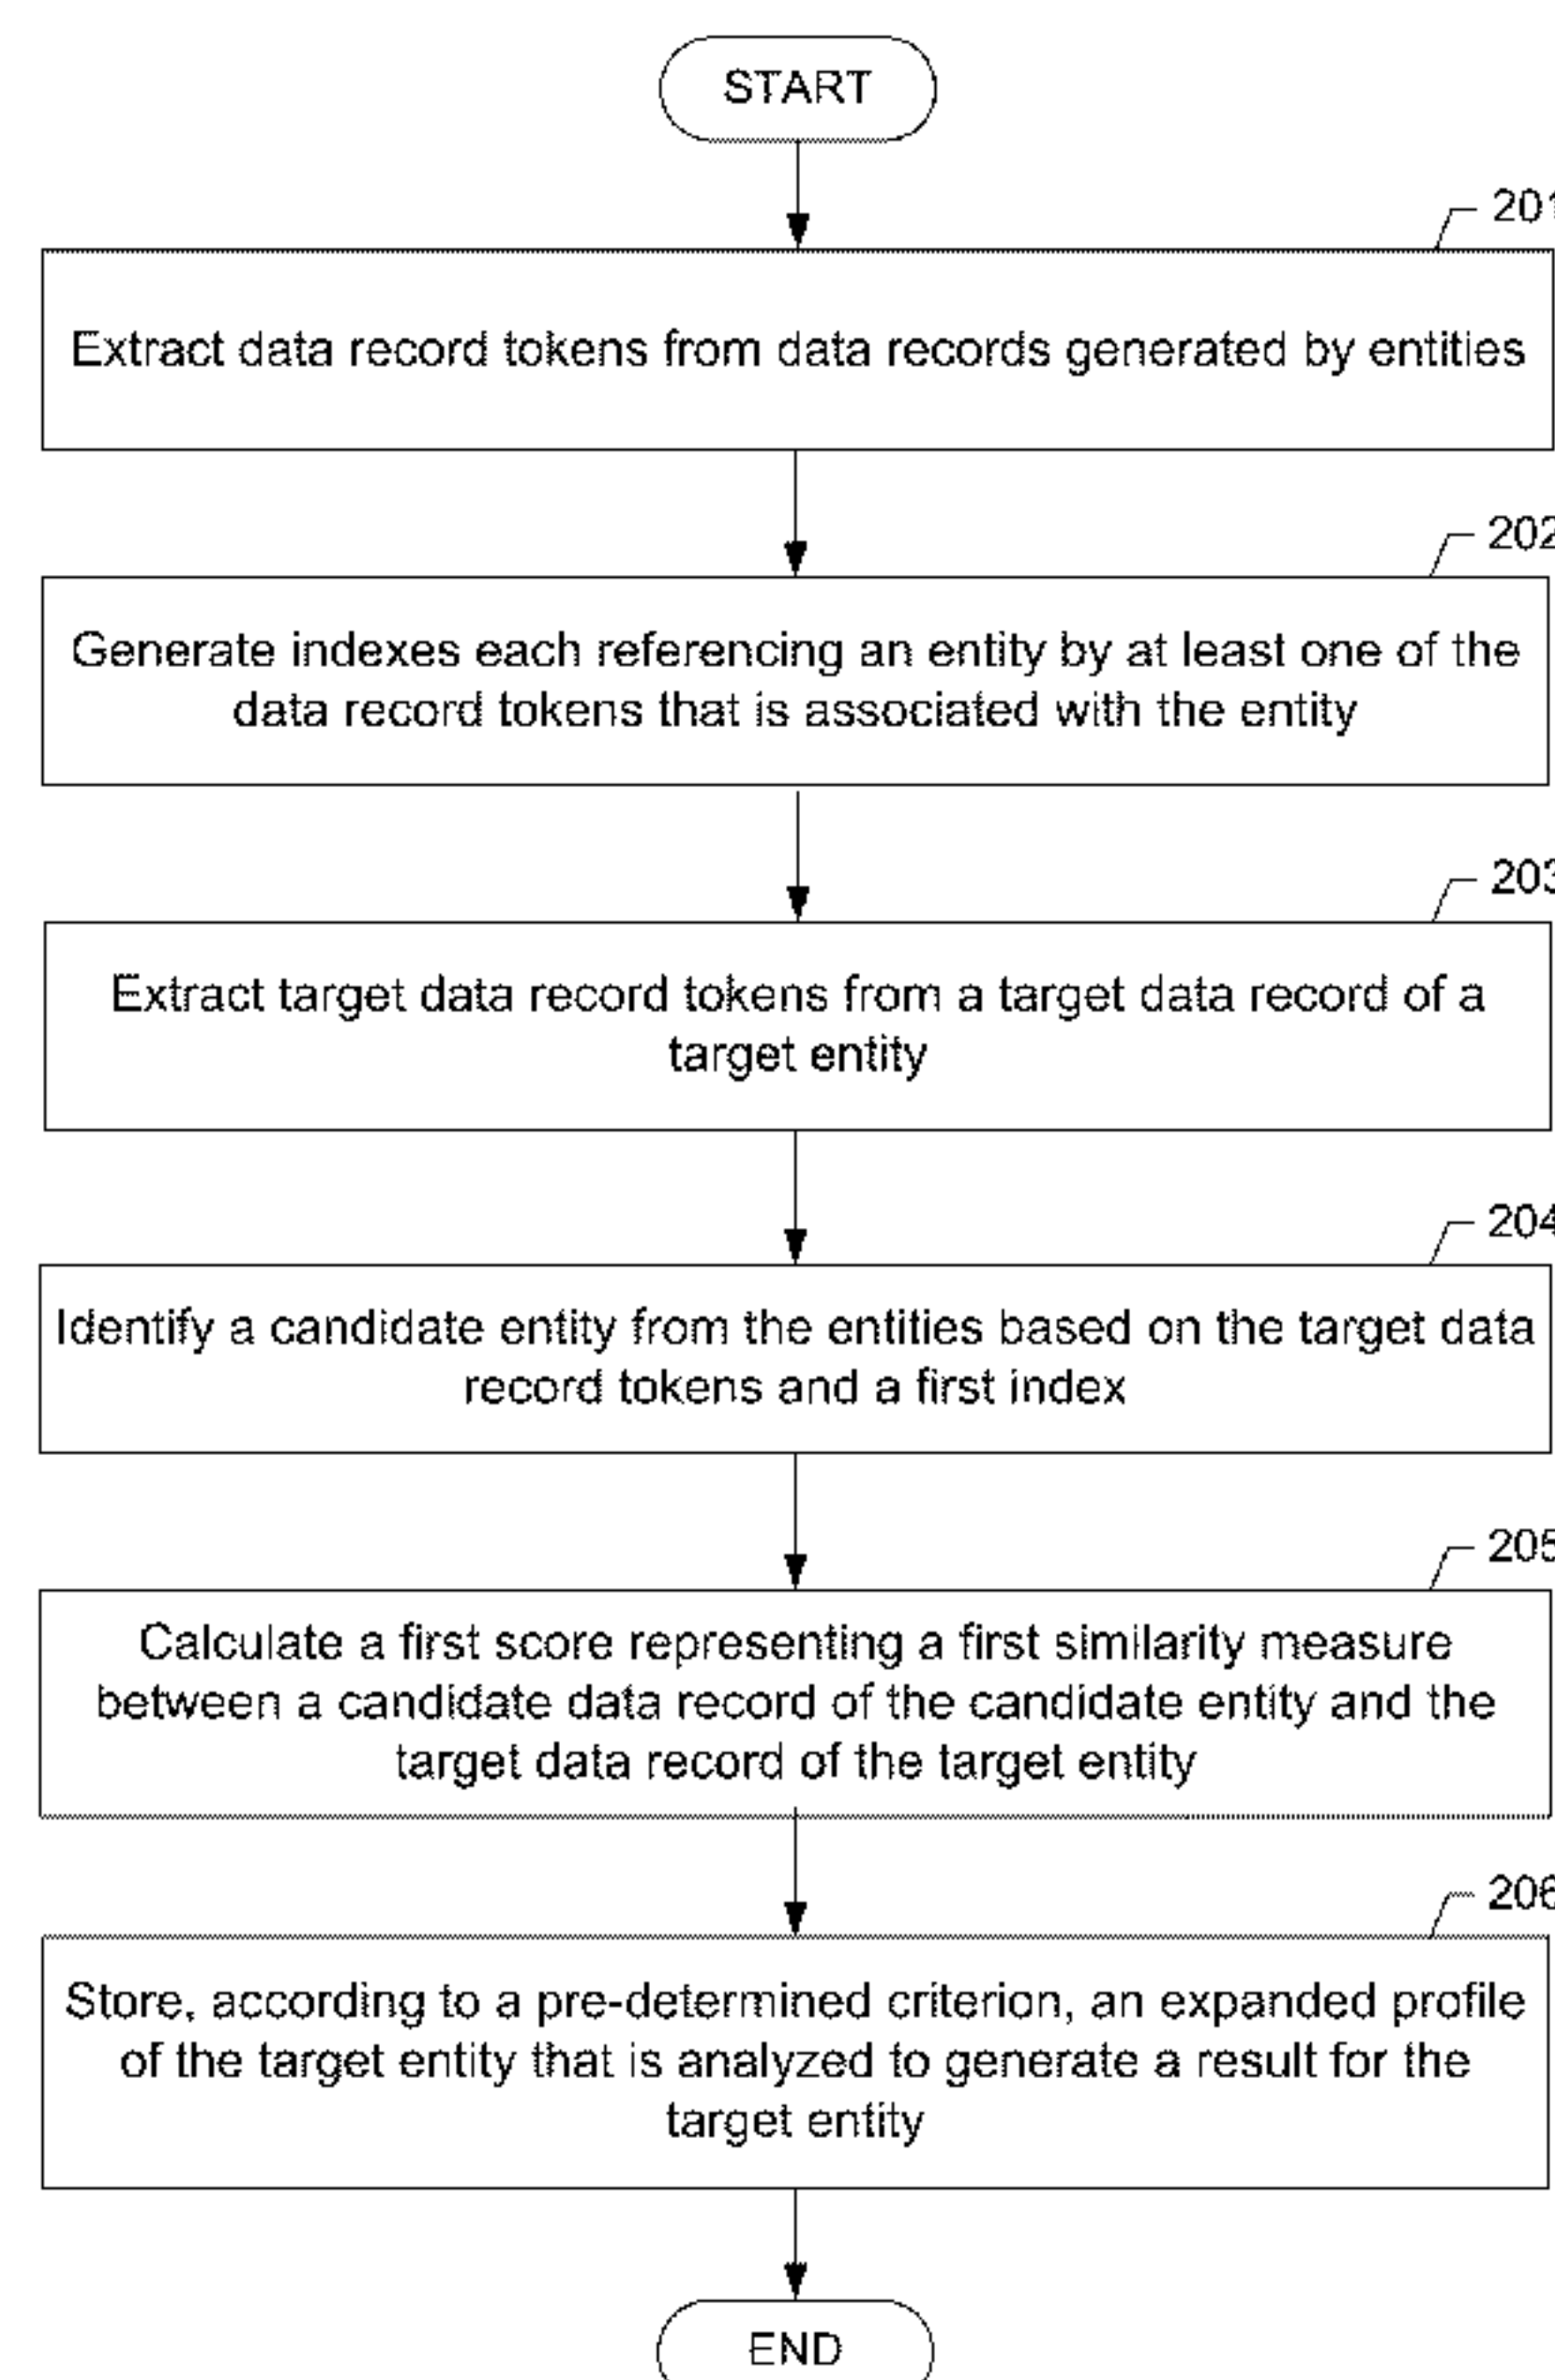 START
201
Extract data record tokens from data records generated by entities
202
Generate indexes each referencing an entity by at least one of the
data record tokens that is associated with the entity
203
Extract target data record tokens from a target data record of a
target entity
204
Identify a candidate entity from the entities based on the target data
record tokens and a first index
205
Calculate a first score representing a first similarity measure
between a candidate data record of the candidate entity and the
target data record of the target entity
206
Store, according to a pre-determined criterion, an expanded profile
of the target entity that is analyzed to generate a result for the
target entity
END